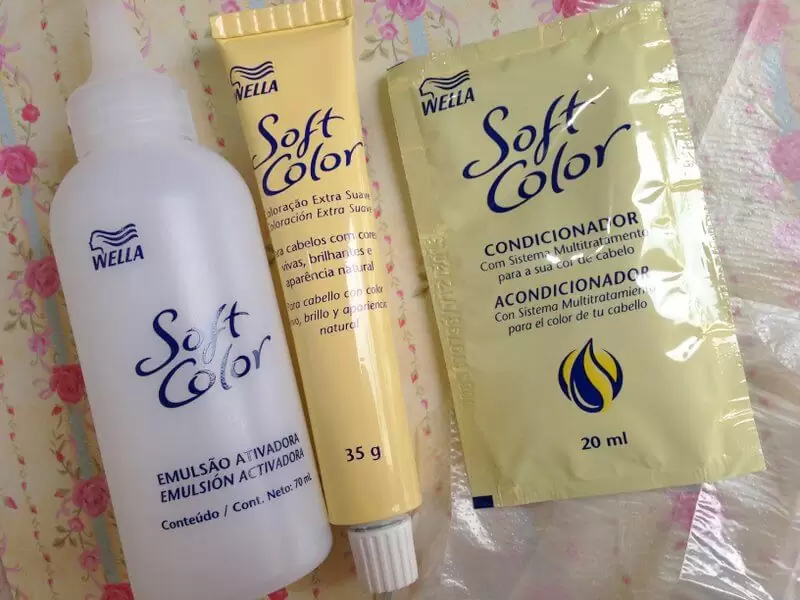 WELLA
Soft
Color
EMULSÃO ATIVADORA
EMULSIÓN ACTIVADORA
Conteúdo / Cont. Neto: 70 mL
WELLA
Soft
Color
Coloração Extra Suave
Coloración Extra Suave
Para cabelos com cores
vivas, brilhantes e
aparência natural
Para cabello con color
vivo, brillo y apariencia
natural
35 g
WELLA
Soft
Color
CONDICIONADOR
Com Sistema Multitratamento
para a sua cor de cabelo
ACONDICIONADOR
Con Sistema Multitratamiento
para el color de tu cabello
20 ml